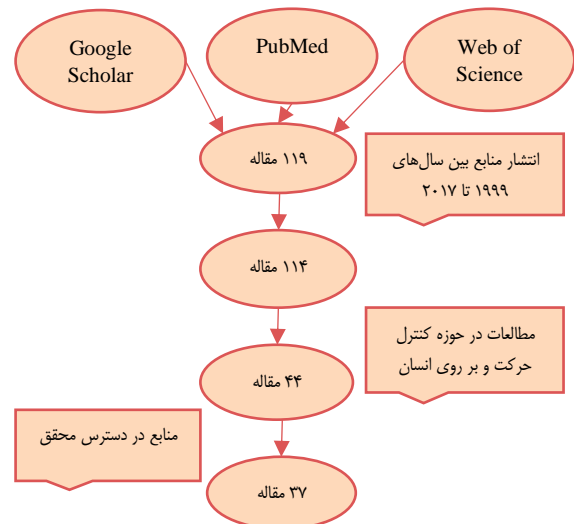 Google
Scholar
PubMed
Web of
Science
۱۱۹ مقاله
انتشار منابع بین سال‌های
۱۹۹۹ تا ۲۰۱۷
۱۱۴ مقاله
مطالعات در حوزه کنترل
حرکت و بر روی انسان
۴۴ مقاله
منابع در دسترس محقق
۳۷ مقاله